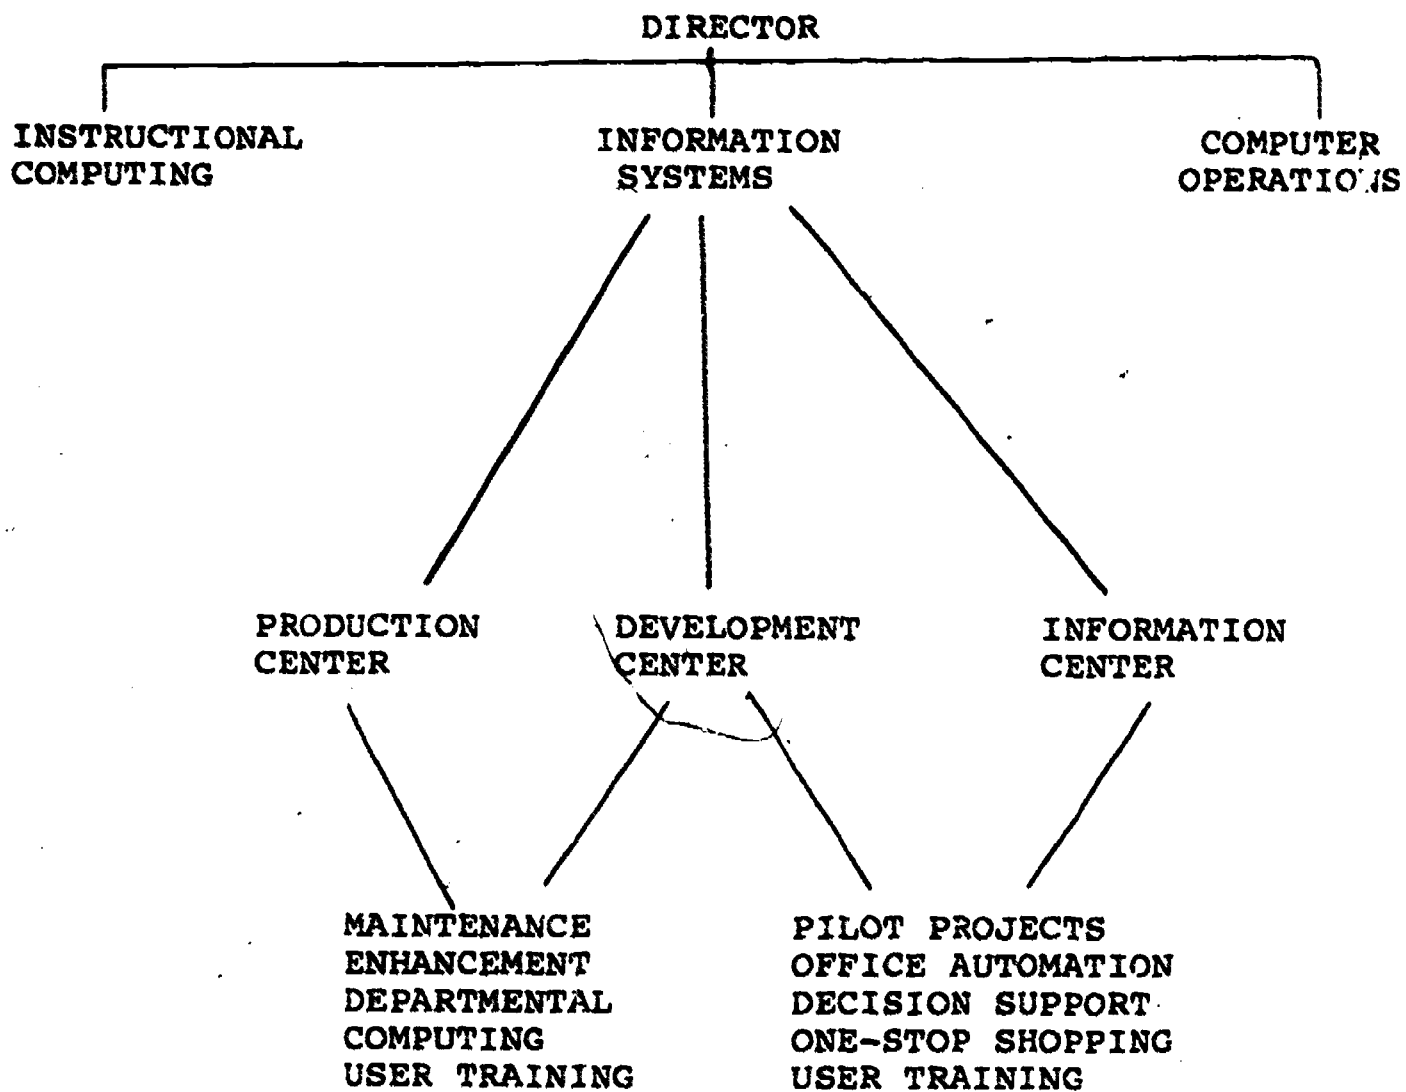 DIRECTOR
INSTRUCTIONAL
COMPUTING
INFORMATION
SYSTEMS
COMPUTER
OPERATIONS
PRODUCTION
CENTER
DEVELOPMENT
CENTER
INFORMATION
CENTER
MAINTENANCE
ENHANCEMENT
DEPARTMENTAL
COMPUTING
USER TRAINING
PILOT PROJECTS
OFFICE AUTOMATION
DECISION SUPPORT
ONE-STOP SHOPPING
USER TRAINING